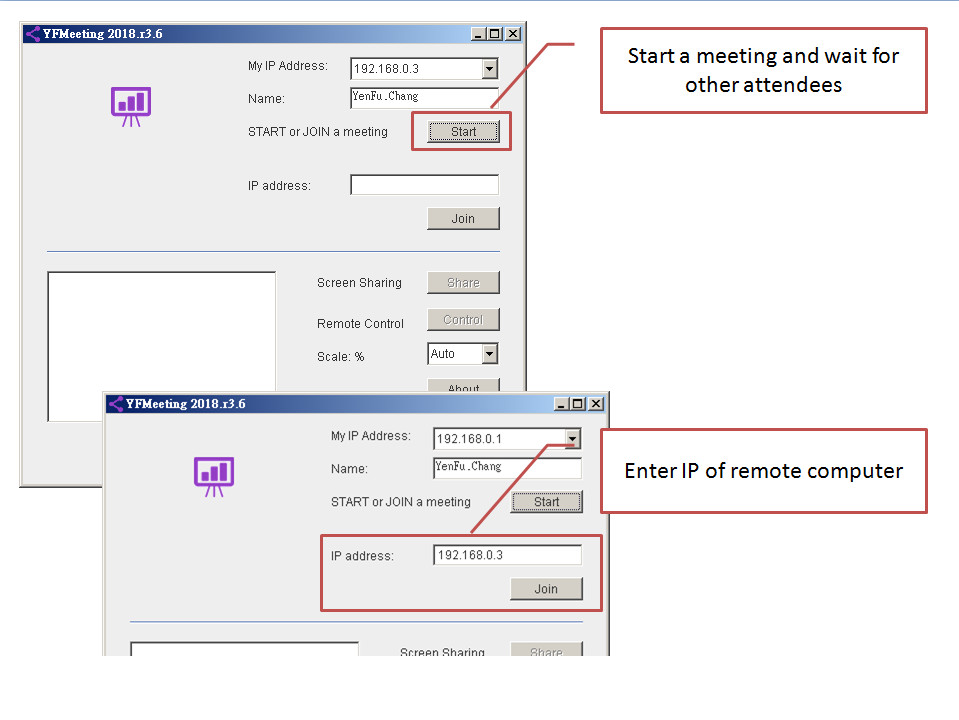 YFMeeting 2018.r3.6
My IP Address:
192.168.0.3
Name:
YenFu.Chang
START or JOIN a meeting
Start
IP address:
Join
Screen Sharing
Share
Remote Control
Control
Scale: %
Auto
About
Start a meeting and wait for
other attendees
YFMeeting 2018.r3.6
My IP Address:
192.168.0.1
Name:
YenFu.Chang
START or JOIN a meeting
Start
IP address:
192.168.0.3
Join
Screen Sharing
Share
Enter IP of remote computer